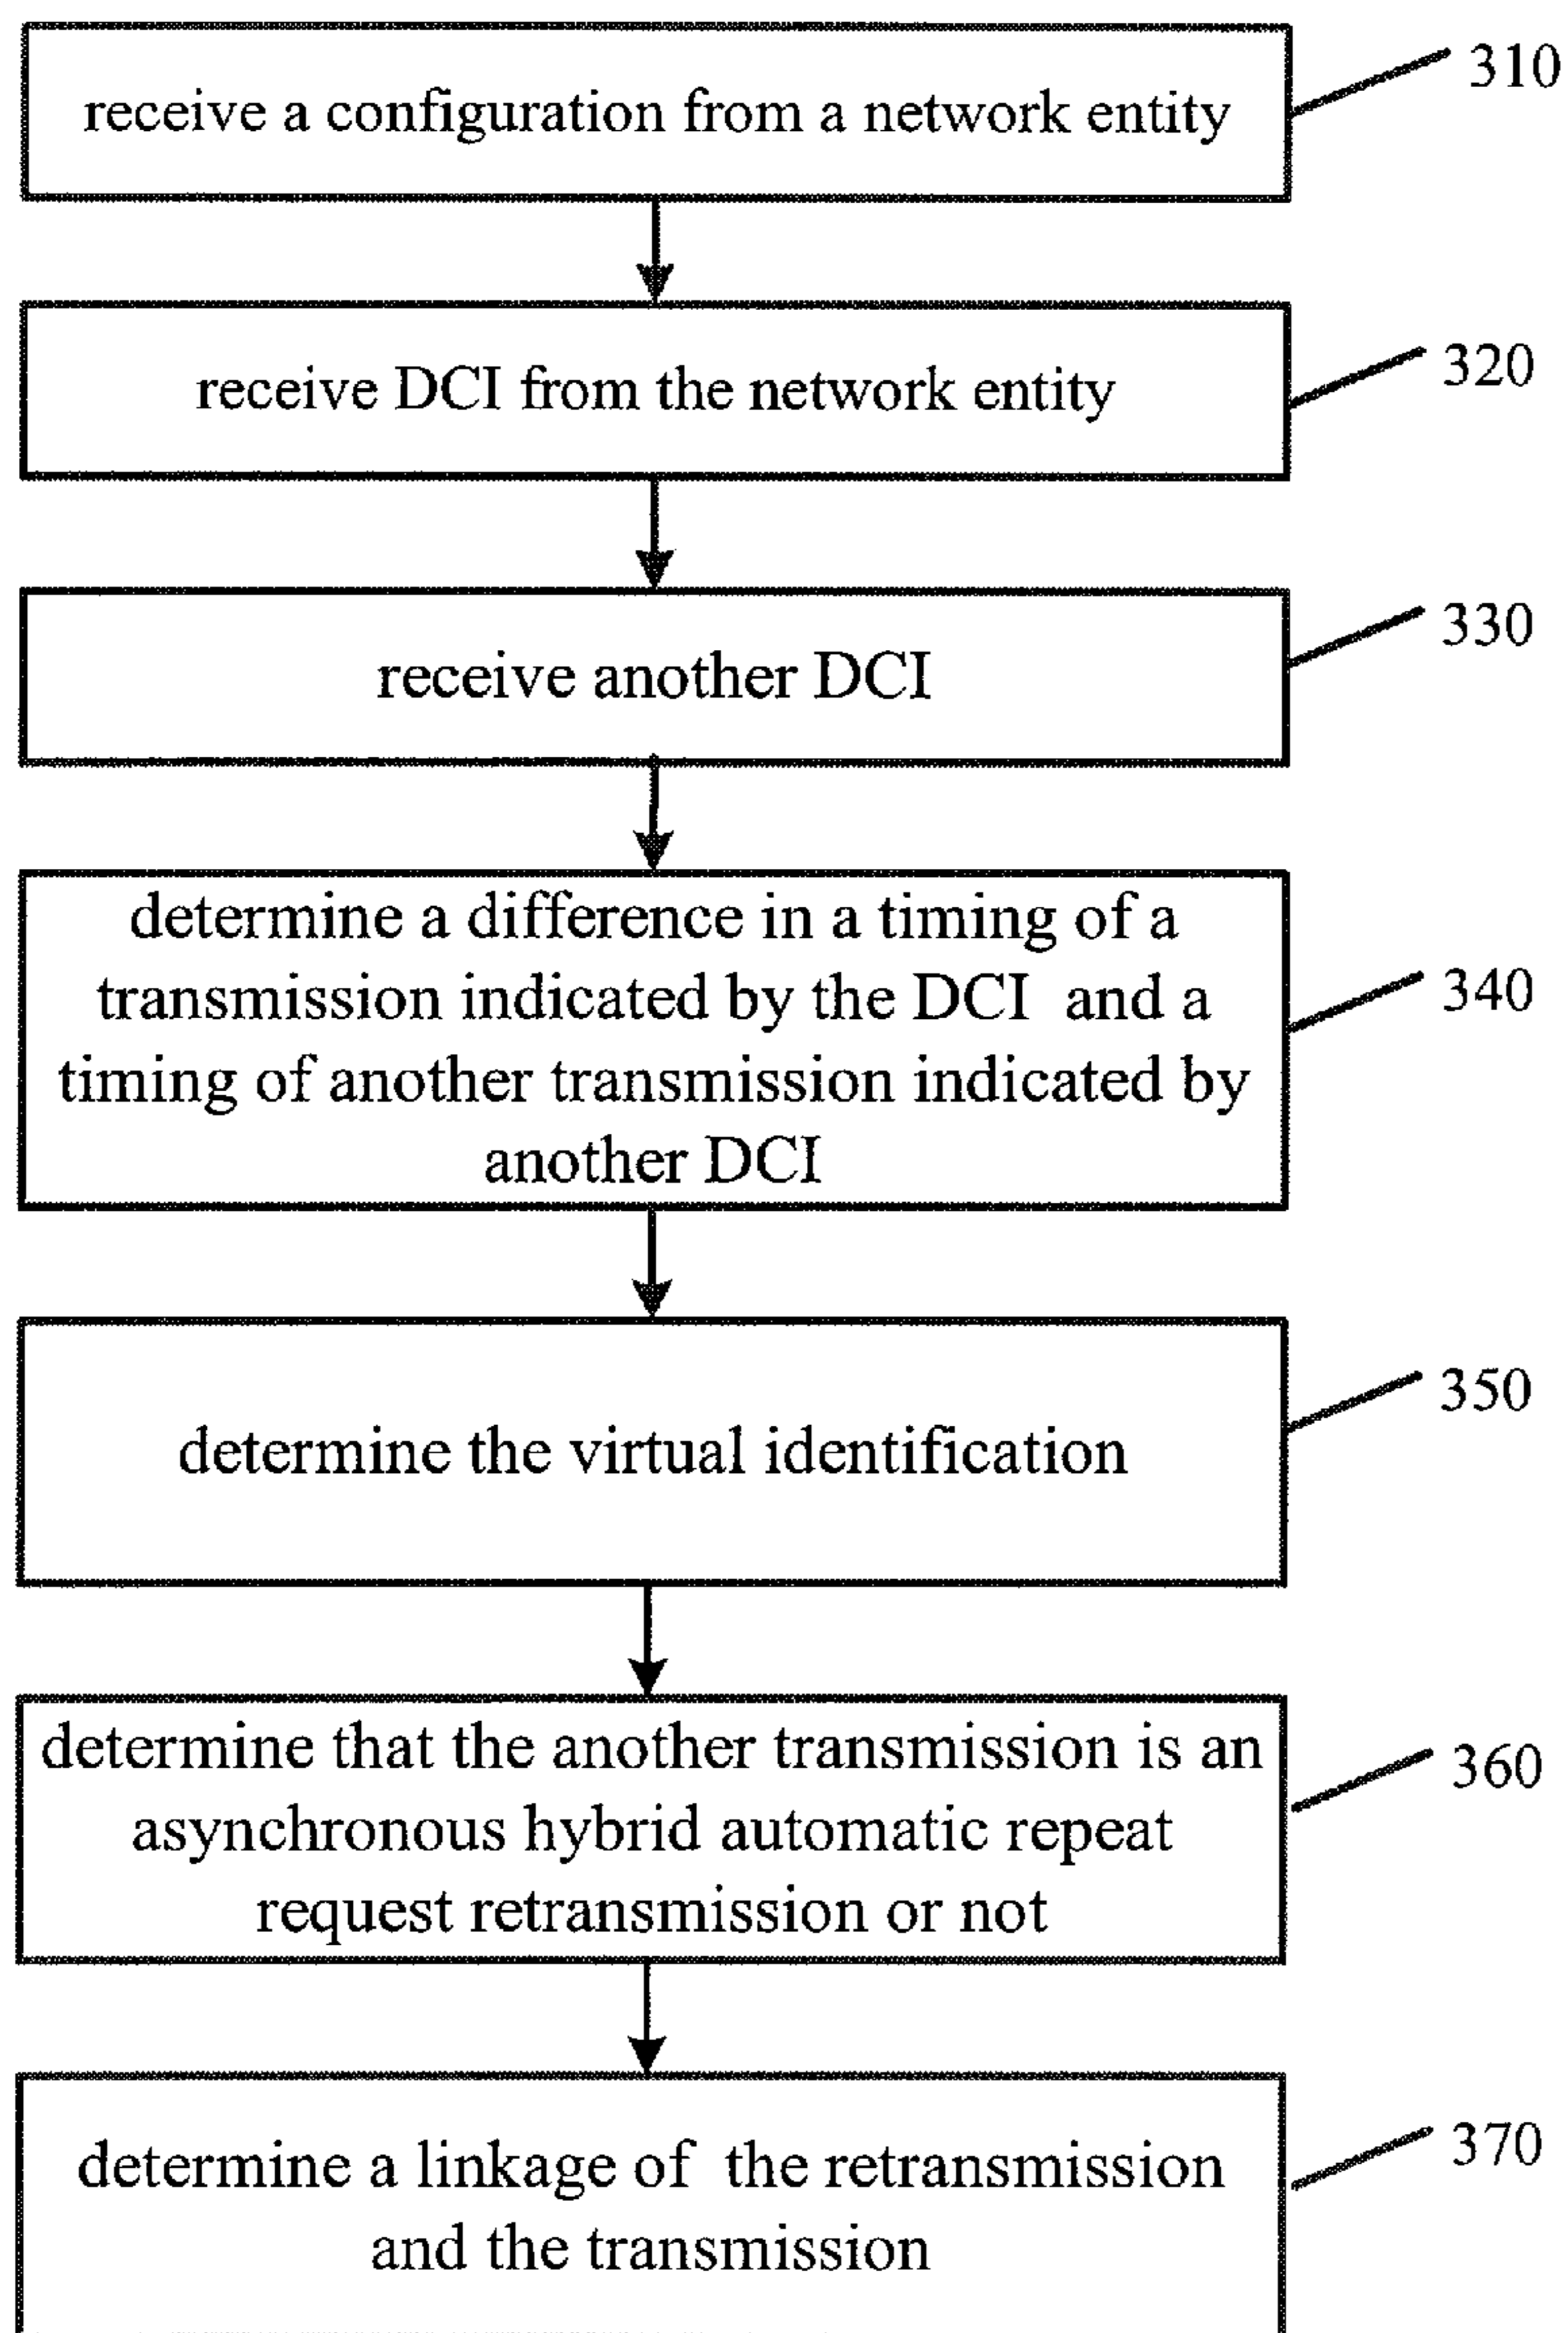 receive a configuration from a network entity
310
receive DCI from the network entity
320
receive another DCI
330
determine a difference in a timing of a
transmission indicated by the DCI and a
timing of another transmission indicated by
another DCI
340
determine the virtual identification
350
determine that the another transmission is an
asynchronous hybrid automatic repeat
request retransmission or not
360
determine a linkage of the retransmission
and the transmission
370